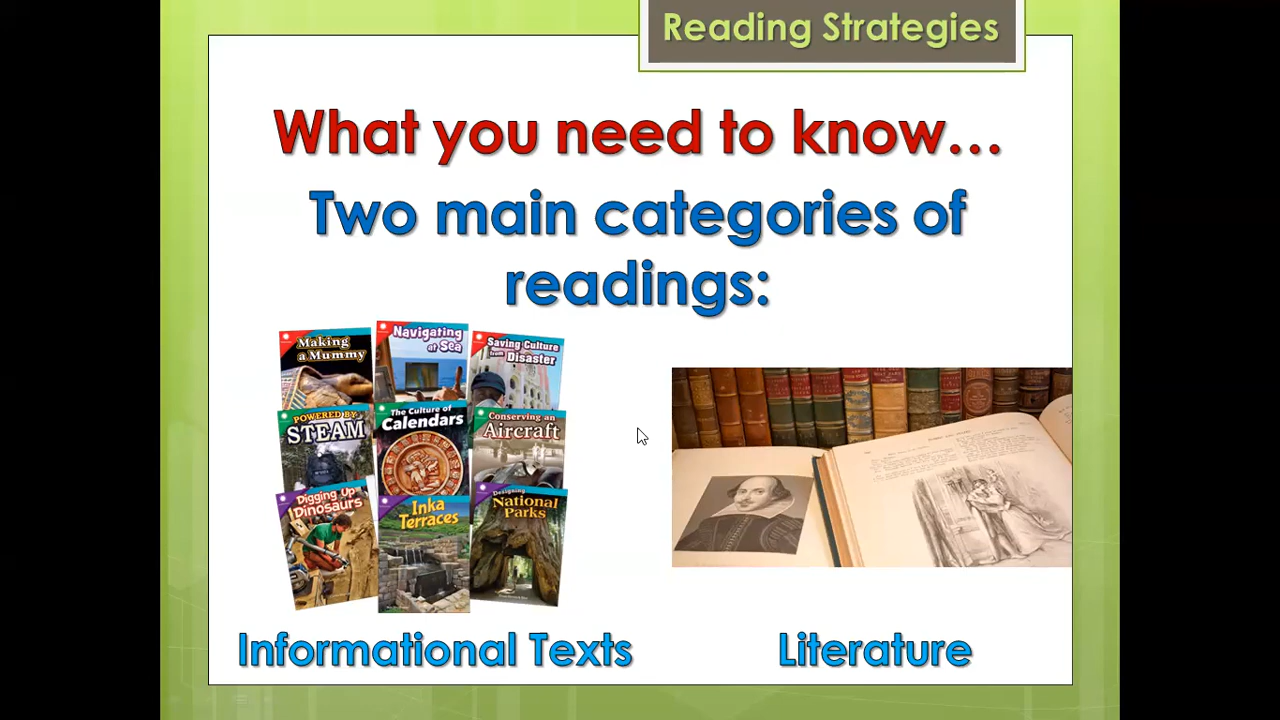 Reading Strategies
What you need to know...
Two main categories of
readings:
Making
a Mummy
Navigating
at Sea
Saving Culture
from Disaster
POWERED BY
STEAM
The Culture of
Calendars
Conserving an
Aircraft
Digging Up
Dinosaurs
Inka
Terraces
Designing
National
Parks
Informational Texts
Literature